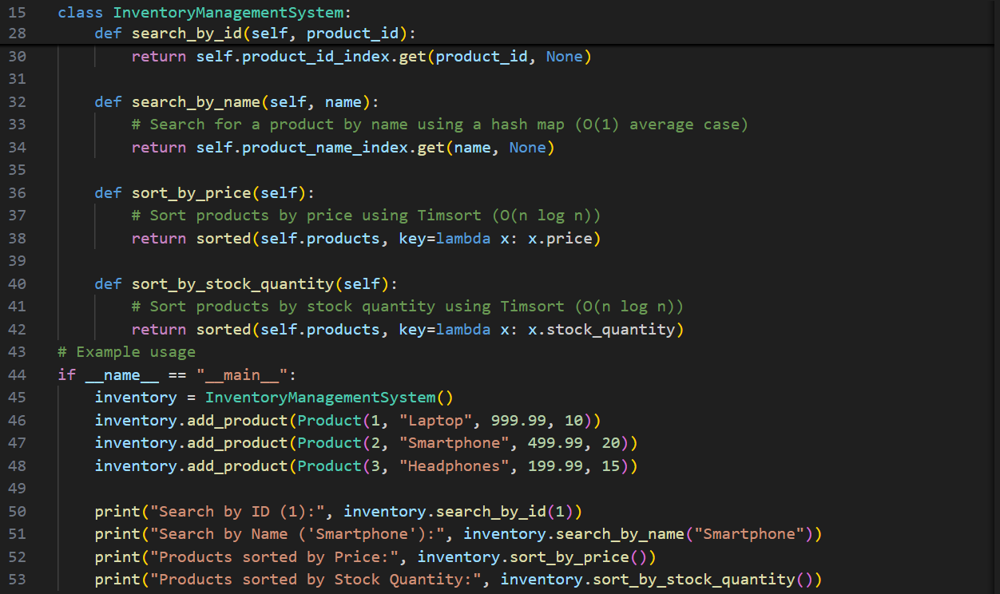 15 class InventoryManagementSystem:
28     def search_by_id(self, product_id):
30         return self.product_id_index.get(product_id, None)
31
32     def search_by_name(self, name):
33         # Search for a product by name using a hash map (O(1) average case)
34         return self.product_name_index.get(name, None)
35
36     def sort_by_price(self):
37         # Sort products by price using Timsort (O(n log n))
38         return sorted(self.products, key=lambda x: x.price)
39
40     def sort_by_stock_quantity(self):
41         # Sort products by stock quantity using Timsort (O(n log n))
42         return sorted(self.products, key=lambda x: x.stock_quantity)
43 # Example usage
44 if __name__ == "__main__":
45     inventory = InventoryManagementSystem()
46     inventory.add_product(Product(1, "Laptop", 999.99, 10))
47     inventory.add_product(Product(2, "Smartphone", 499.99, 20))
48     inventory.add_product(Product(3, "Headphones", 199.99, 15))
49
50     print("Search by ID (1):", inventory.search_by_id(1))
51     print("Search by Name ('Smartphone'):", inventory.search_by_name("Smartphone"))
52     print("Products sorted by Price:", inventory.sort_by_price())
53     print("Products sorted by Stock Quantity:", inventory.sort_by_stock_quantity())